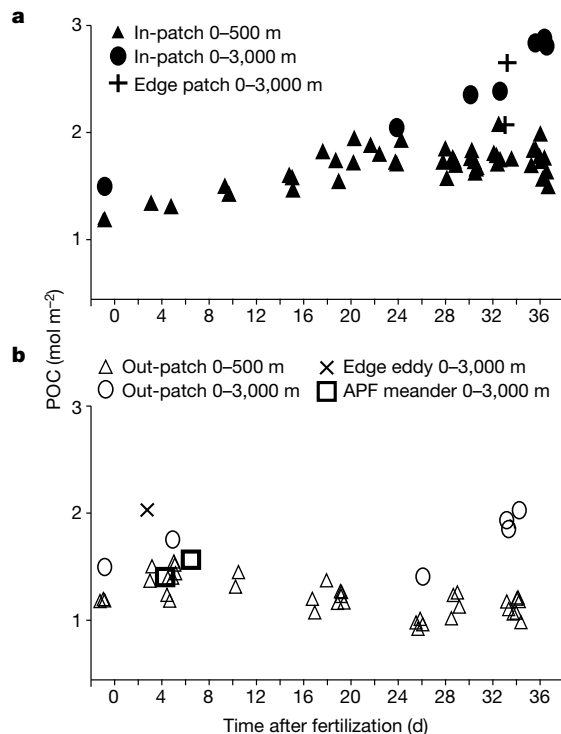 a
In-patch 0–500 m
In-patch 0–3,000 m
Edge patch 0–3,000 m
3
2
1
0 4 8 12 16 20 24 28 32 36
POC (mol m−2)
b
Out-patch 0–500 m
Edge eddy 0–3,000 m
Out-patch 0–3,000 m
APF meander 0–3,000 m
3
2
1
0 4 8 12 16 20 24 28 32 36
Time after fertilization (d)